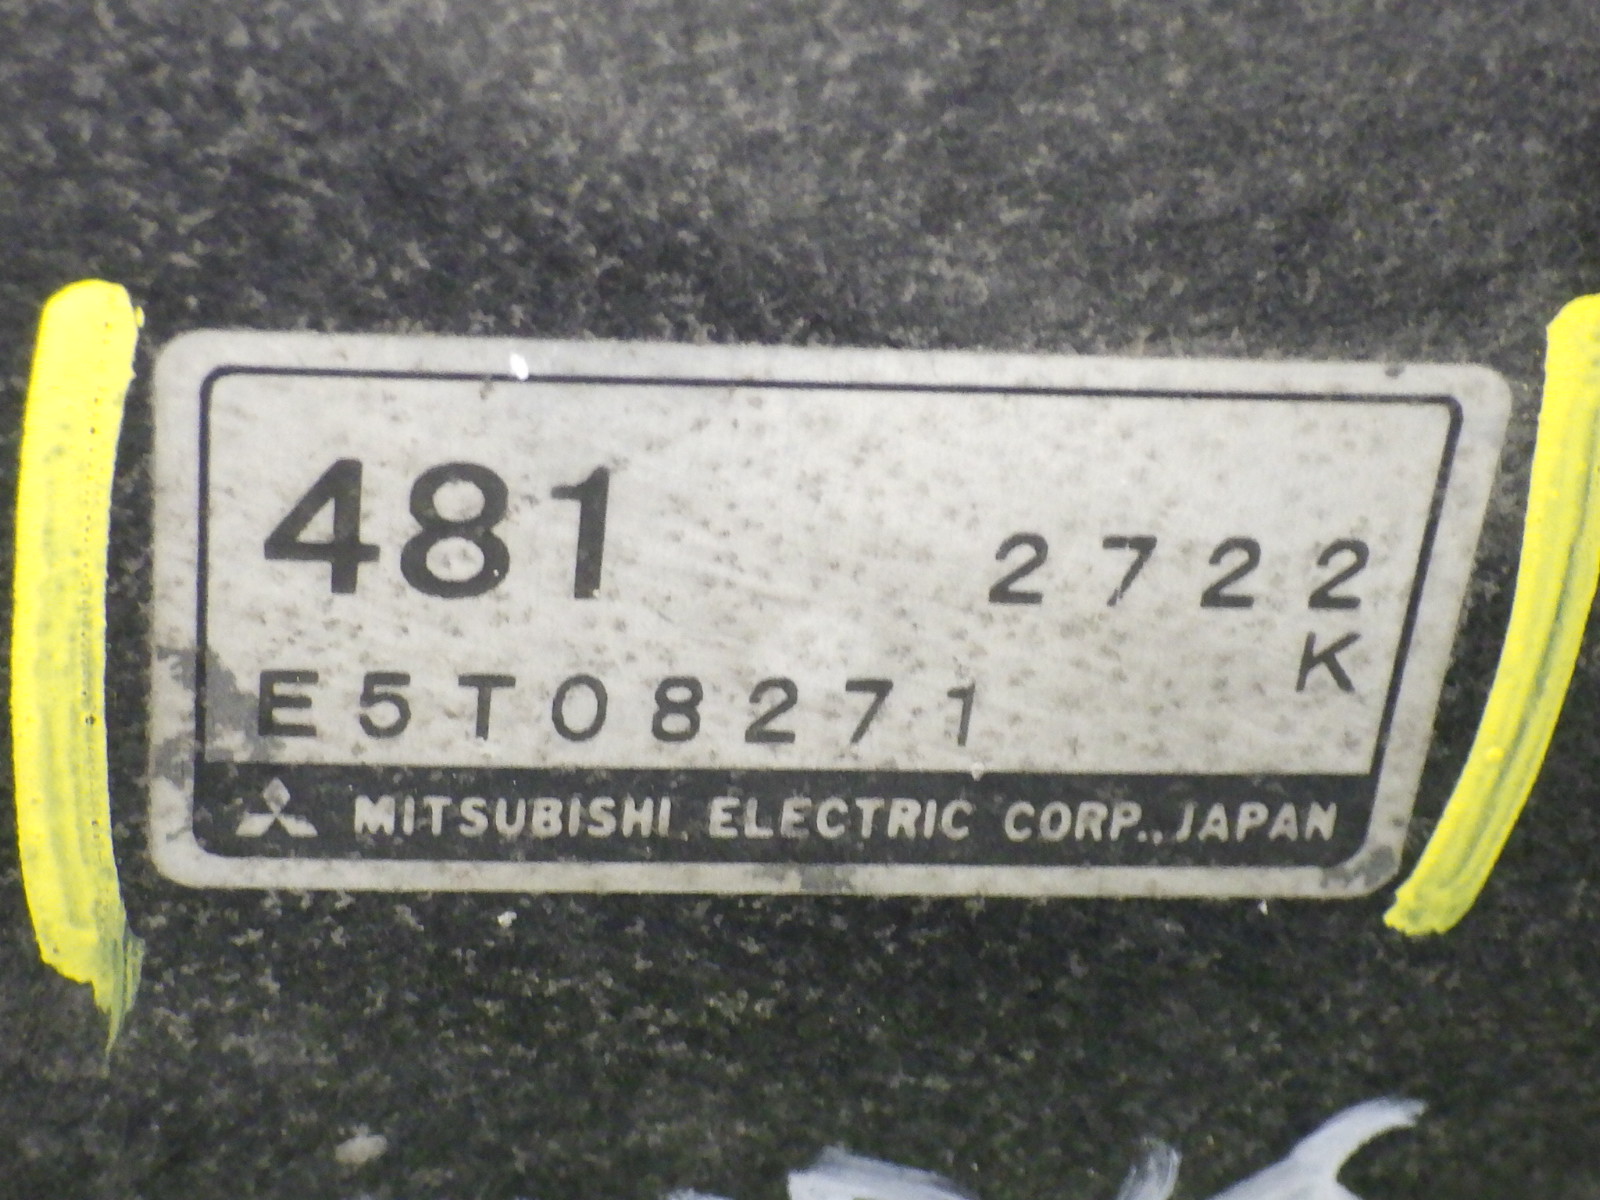 481 2722
K
E5T08271
MITSUBISHI ELECTRIC CORP., JAPAN